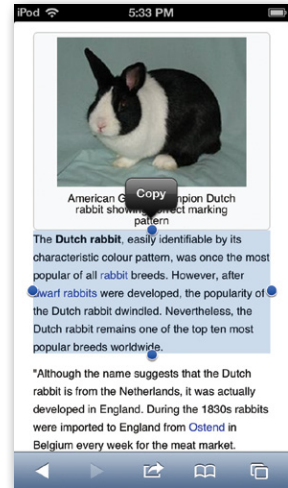 iPod 5:33 PM
Copy
American G mpion Dutch
rabbit show rect marking
pattern
The Dutch rabbit, easily identifiable by its
characteristic colour pattern, was once the most
popular of all rabbit breeds. However, after
dwarf rabbits were developed, the popularity of
the Dutch rabbit dwindled. Nevertheless, the
Dutch rabbit remains one of the top ten most
popular breeds worldwide.
"Although the name suggests that the Dutch
rabbit is from the Netherlands, it was actually
developed in England. During the 1830s rabbits
were imported to England from Ostend in
Belgium every week for the meat market.